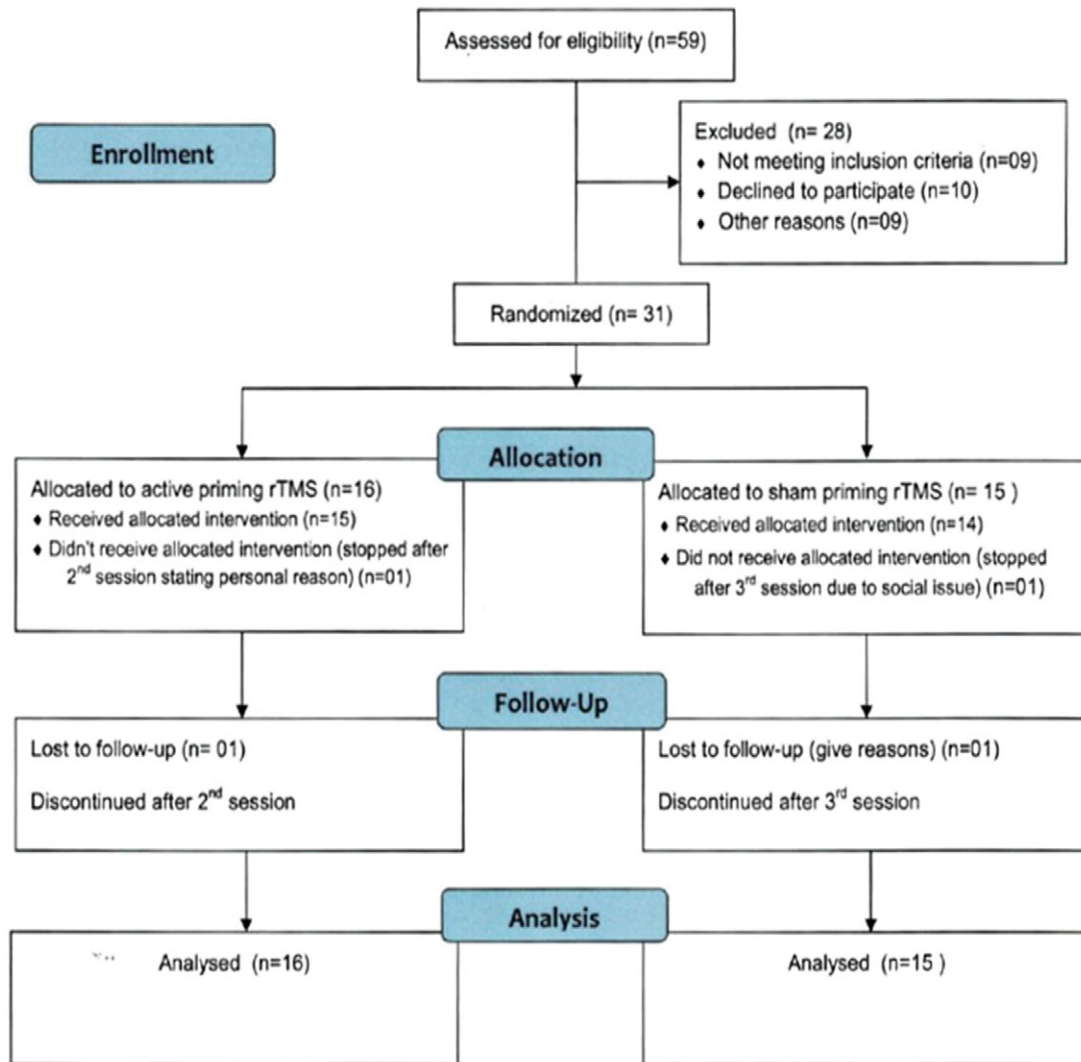 Assessed for eligibility (n=59)
Enrollment
Excluded (n= 28)
♦ Not meeting inclusion criteria (n=09)
♦ Declined to participate (n=10)
♦ Other reasons (n=09)
Randomized (n= 31)
Allocation
Allocated to active priming rTMS (n=16)
♦ Received allocated intervention (n=15)
♦ Didn't receive allocated intervention (stopped after
2nd session stating personal reason) (n=01)
Allocated to sham priming rTMS (n= 15 )
♦ Received allocated intervention (n=14)
♦ Did not receive allocated intervention (stopped
after 3rd session due to social issue) (n=01)
Follow-Up
Lost to follow-up (n= 01)
Discontinued after 2nd session
Lost to follow-up (give reasons) (n=01)
Discontinued after 3rd session
Analysis
Analysed (n=16)
Analysed (n=15 )